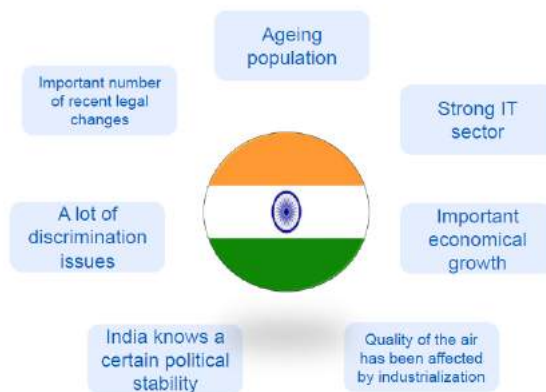 Ageing
population
Important number
of recent legal
changes
Strong IT
sector
A lot of
discrimination
issues
Important
economical
growth
India knows a
certain political
stability
Quality of the air
has been affected
by industrialization